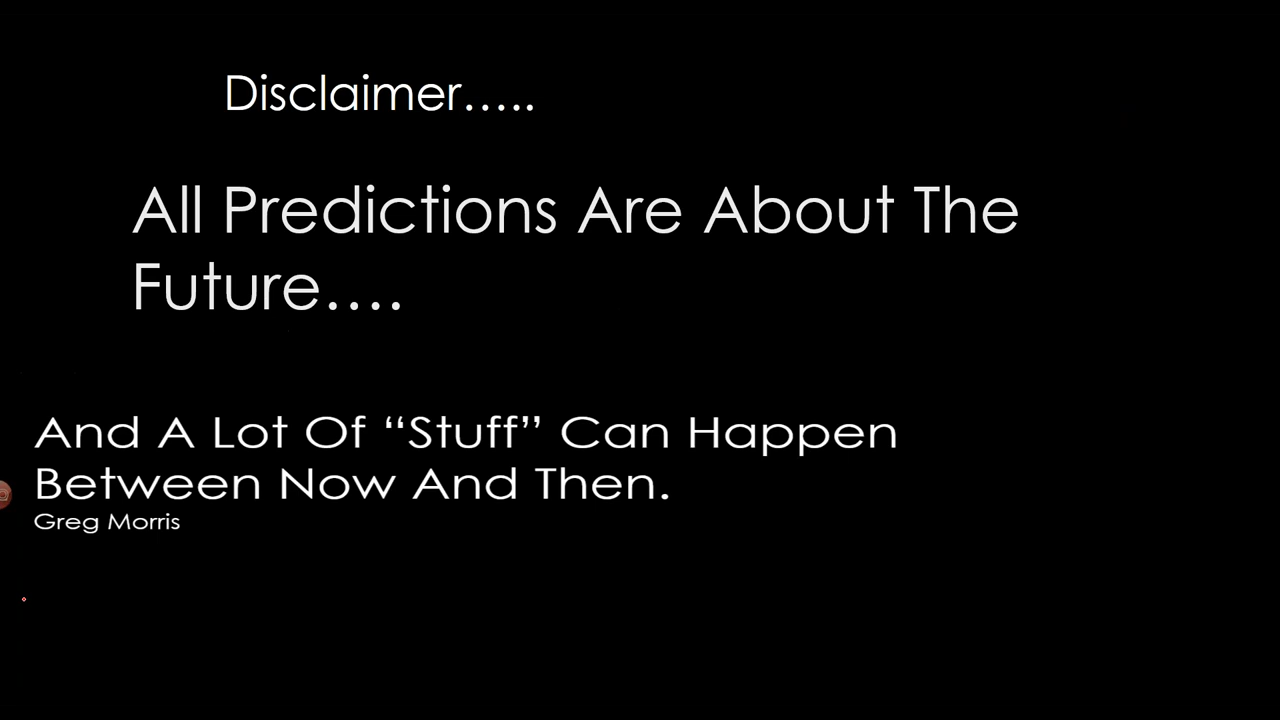 Disclaimer…..
All Predictions Are About The
Future….
And A Lot Of “Stuff” Can Happen
Between Now And Then.
Greg Morris